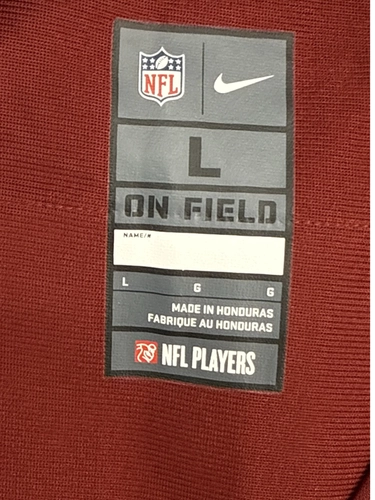 NFL
L
ON FIELD
NAME/#
L G G
MADE IN HONDURAS
FABRIQUE AU HONDURAS
NFL PLAYERS